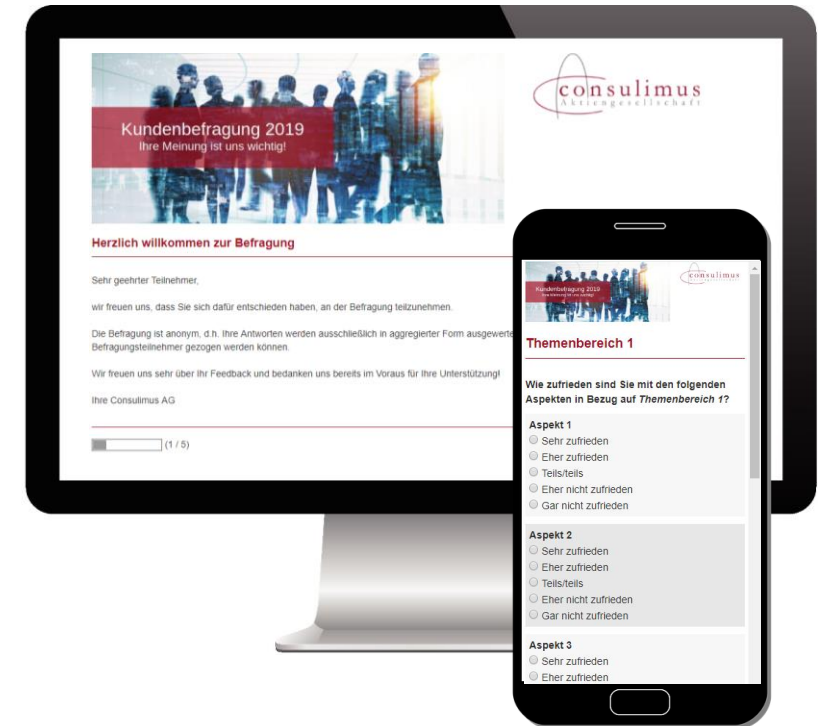 Kundenbefragung 2019
Ihre Meinung ist uns wichtig!
consulimus
Aktiengesellschaft
Herzlich willkommen zur Befragung
Sehr geehrter Teilnehmer,
wir freuen uns, dass Sie sich dafür entschieden haben, an der Befragung teilzunehmen.
Die Befragung ist anonym, d.h. Ihre Antworten werden ausschließlich in aggregierter Form ausgewerte
Befragungsteilnehmer gezogen werden können.
Wir freuen uns sehr über Ihr Feedback und bedanken uns bereits im Voraus für Ihre Unterstützung!
Ihre Consulimus AG
(1 / 5)
Kundenbefragung 2019
Ihre Meinung ist uns wichtig!
consulimus
Themenbereich 1
Wie zufrieden sind Sie mit den folgenden
Aspekten in Bezug auf Themenbereich 1?
Aspekt 1
Sehr zufrieden
Eher zufrieden
Teils/teils
Eher nicht zufrieden
Gar nicht zufrieden
Aspekt 2
Sehr zufrieden
Eher zufrieden
Teils/teils
Eher nicht zufrieden
Gar nicht zufrieden
Aspekt 3
Sehr zufrieden
Eher zufrieden